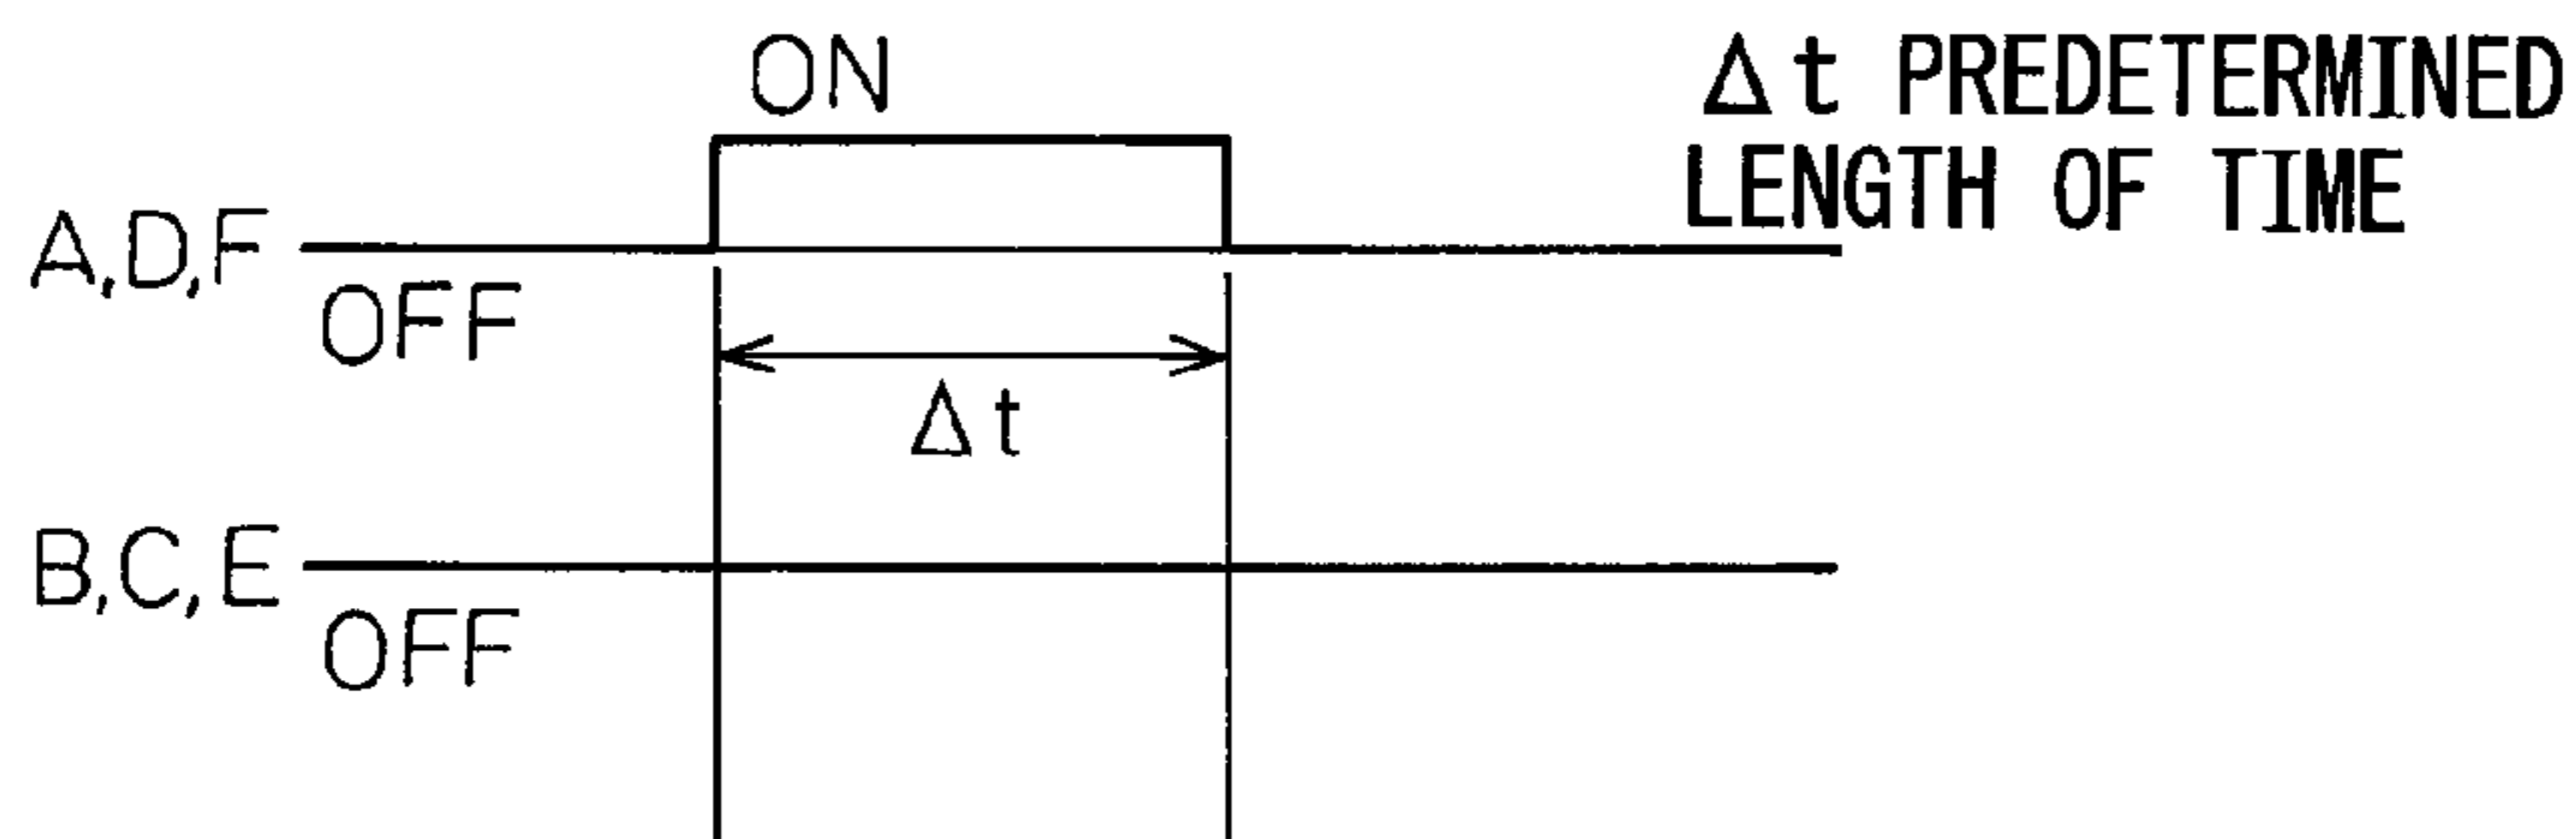 ON
Δt PREDETERMINED
LENGTH OF TIME
A,D,F
OFF
Δt
B,C,E
OFF